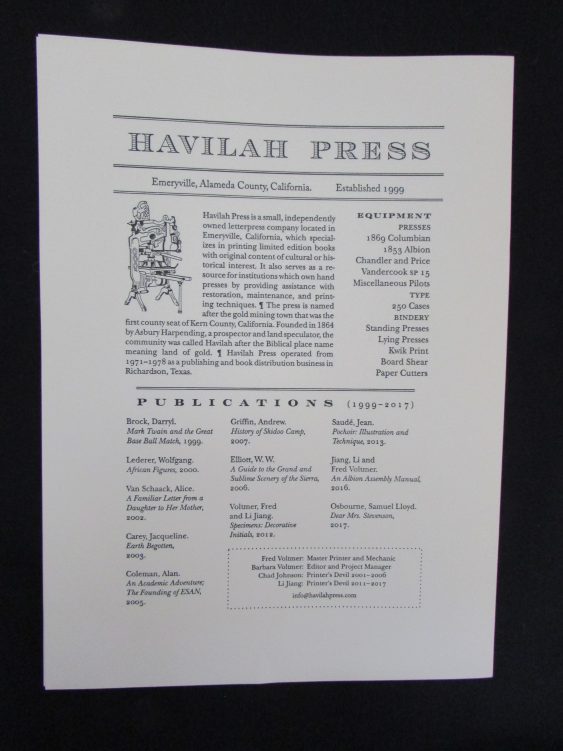 HAVILAH PRESS
Emeryville, Alameda County, California. Established 1999
Havilah Press is a small, independently
owned letterpress company located in
Emeryville, California, which special-
izes in printing limited edition books
with original content of cultural or his-
torical interest. It also serves as a re-
source for institutions which own hand
presses by providing assistance with
restoration, maintenance, and print-
ing techniques. ¶ The press is named
after the gold mining town that was the
first county seat of Kern County, California. Founded in 1864
by Asbury Harpending, a prospector and land speculator, the
community was called Havilah after the Biblical place name
meaning land of gold. ¶ Havilah Press operated from
1971–1978 as a publishing and book distribution business in
Richardson, Texas.
EQUIPMENT
PRESSES
1869 Columbian
1853 Albion
Chandler and Price
Vandercook SP 15
Miscellaneous Pilots
TYPE
250 Cases
BINDERY
Standing Presses
Lying Presses
Kwik Print
Board Shear
Paper Cutters
PUBLICATIONS (1999–2017)
Brock, Darryl.
Mark Twain and the Great
Base Ball Match, 1999.
Lederer, Wolfgang.
African Figures, 2000.
Van Schaack, Alice.
A Familiar Letter from a
Daughter to Her Mother,
2002.
Carey, Jacqueline.
Earth Begotten,
2003.
Coleman, Alan.
An Academic Adventure;
The Founding of ESAN,
2005.
Griffin, Andrew.
History of Skidoo Camp,
2007.
Elliott, W. W.
A Guide to the Grand and
Sublime Scenery of the Sierra,
2006.
Voltmer, Fred
and Li Jiang.
Specimens: Decorative
Initials, 2012.
Saudé, Jean.
Pochoir: Illustration and
Technique, 2013.
Jiang, Li and
Fred Voltmer.
An Albion Assembly Manual,
2016.
Osbourne, Samuel Lloyd.
Dear Mrs. Stevenson,
2017.
Fred Voltmer: Master Printer and Mechanic
Barbara Voltmer: Editor and Project Manager
Chad Johnson: Printer's Devil 2001–2006
Li Jiang: Printer's Devil 2011–2017
info@havilahpress.com